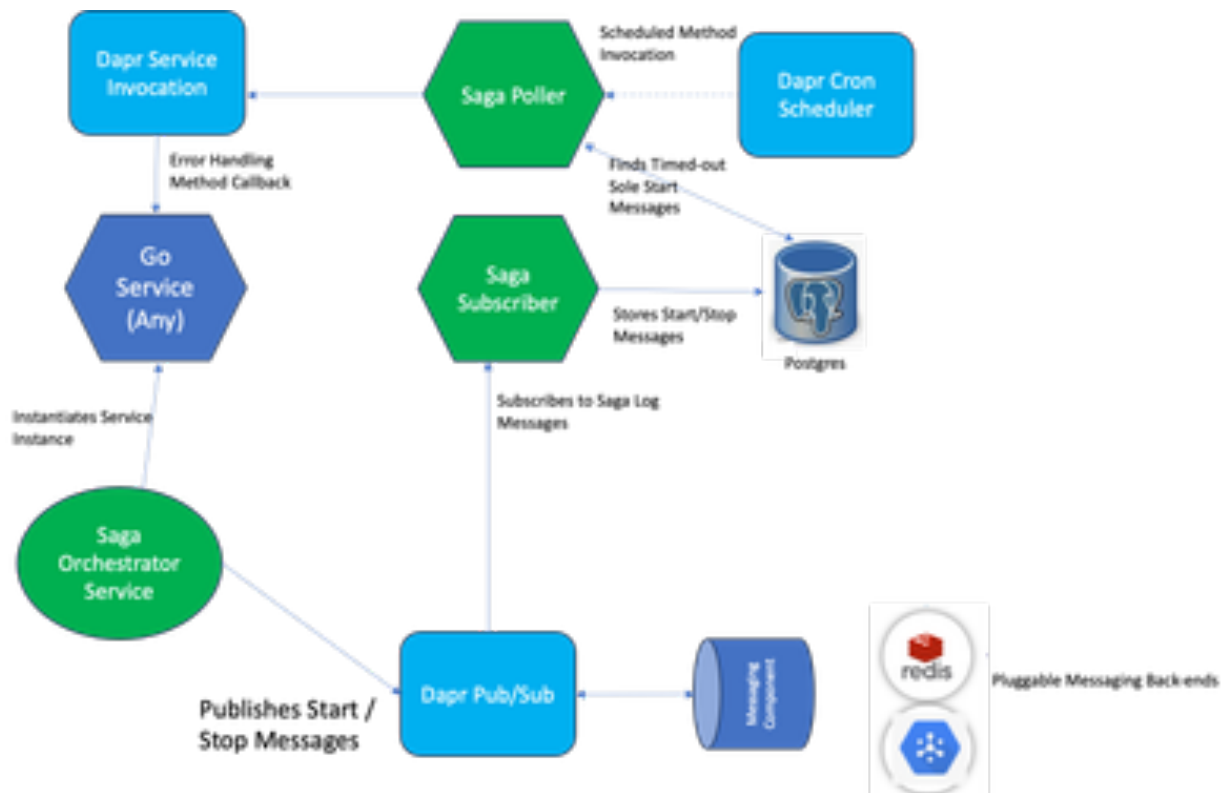 Dapr Service
Invocation
Saga Poller
Scheduled Method
Invocation
Dapr Cron
Scheduler
Error Handling
Method Callback
Finds Timed-out
Sole Start
Messages
Go
Service
(Any)
Saga
Subscriber
Stores Start/Stop
Messages
Postgres
Instantiates Service
Instance
Subscribes to Saga Log
Messages
Saga
Orchestrator
Service
Publishes Start /
Stop Messages
Dapr Pub/Sub
Messaging
Component
redis
Pluggable Messaging Back-ends